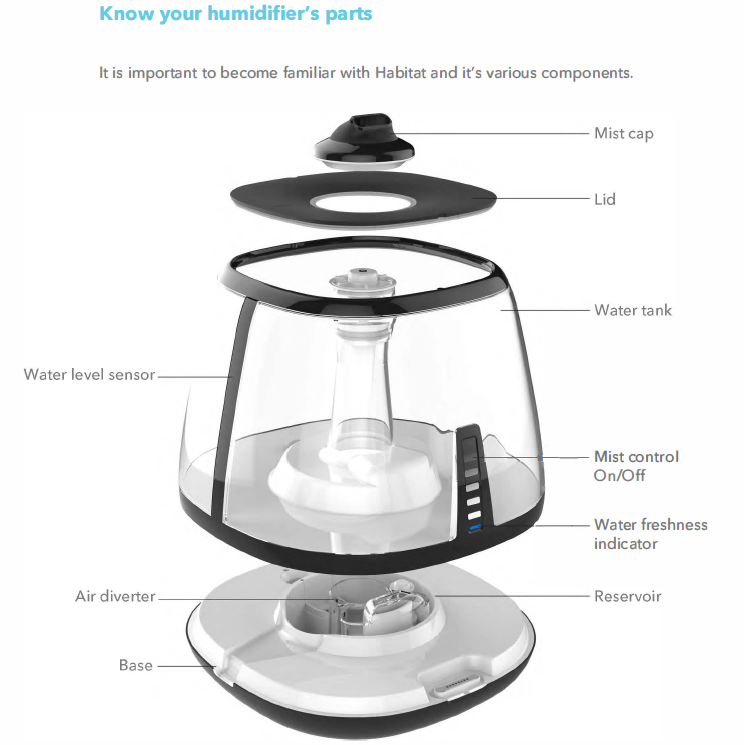 Know your humidifier's parts
It is important to become familiar with Habitat and it's various components.
Mist cap
Lid
Water tank
Water level sensor
Mist control
On/Off
Water freshness
indicator
Air diverter
Reservoir
Base